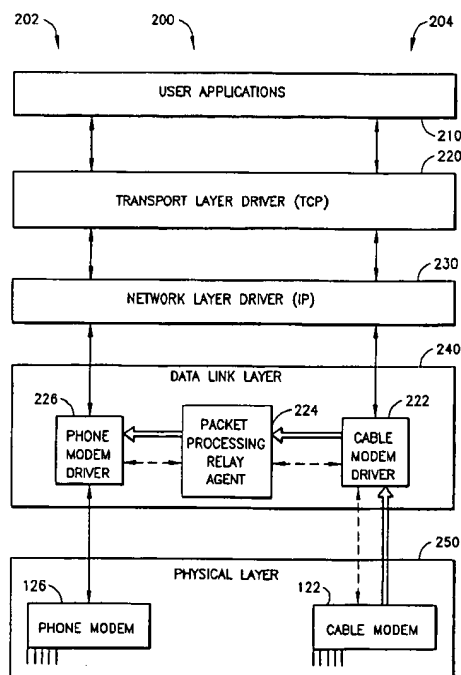 202
200
204
USER APPLICATIONS
210
220
TRANSPORT LAYER DRIVER (TCP)
230
NETWORK LAYER DRIVER (IP)
240
DATA LINK LAYER
226
224
222
PHONE
MODEM
DRIVER
PACKET
PROCESSING
RELAY
AGENT
CABLE
MODEM
DRIVER
250
PHYSICAL LAYER
126
122
PHONE MODEM
CABLE MODEM